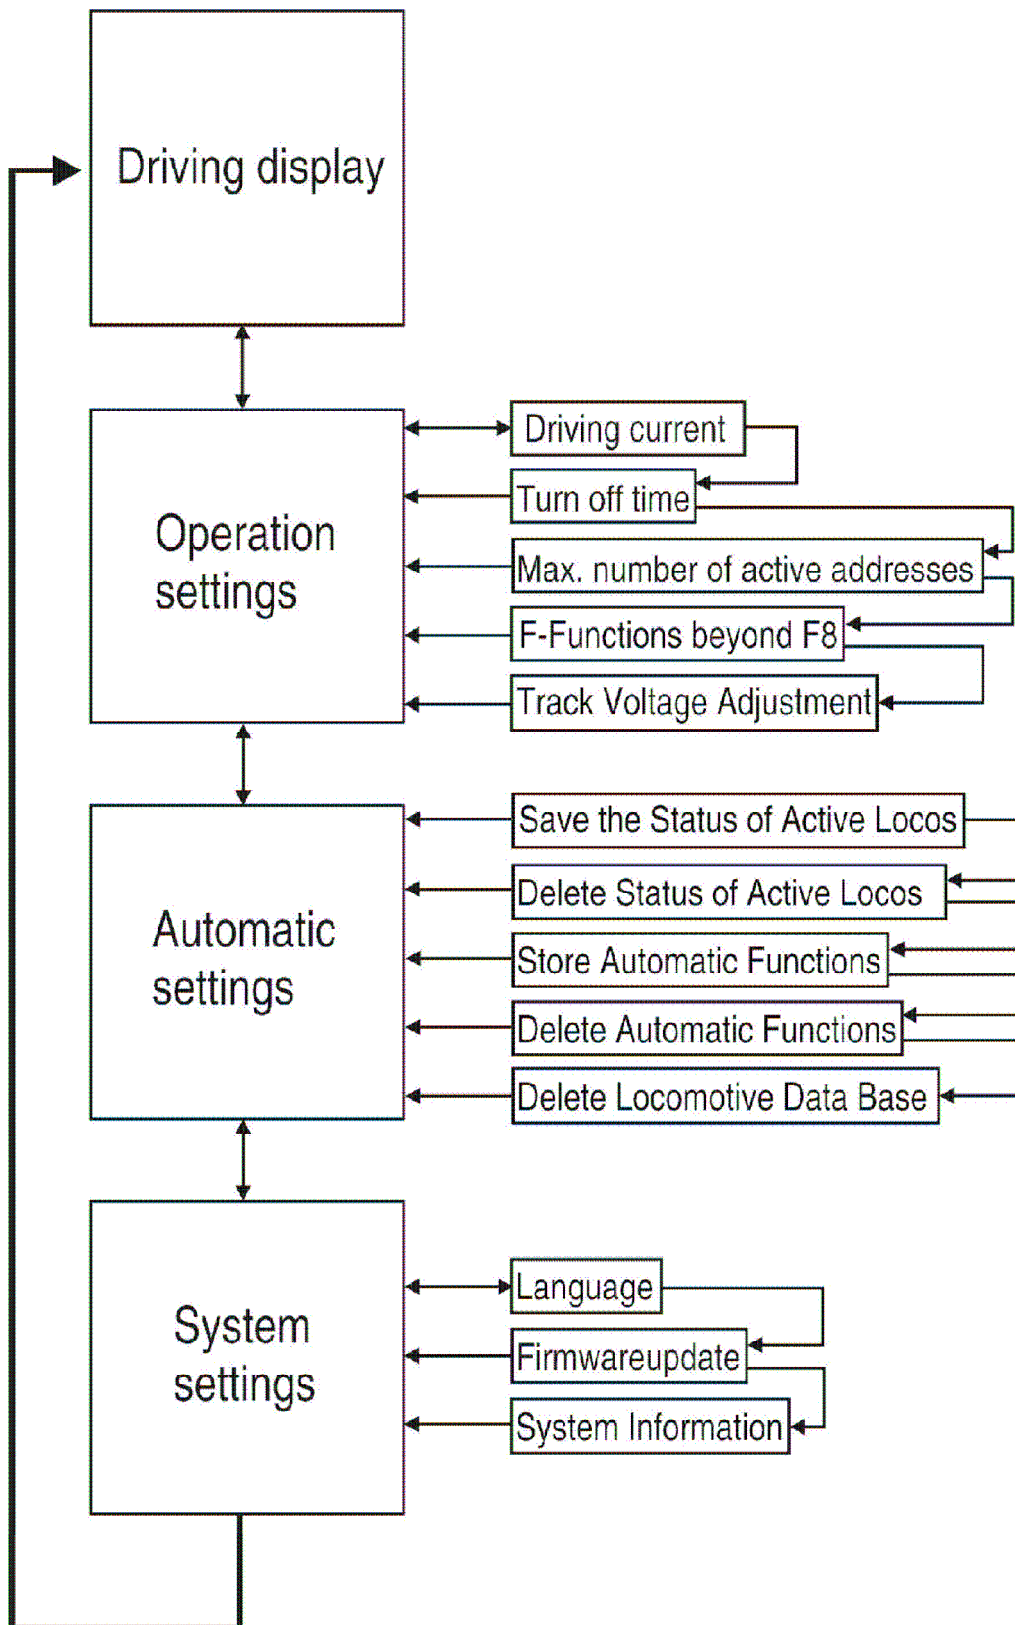 Driving display
Operation
settings
Driving current
Turn off time
Max. number of active addresses
F-Functions beyond F8
Track Voltage Adjustment
Automatic
settings
Save the Status of Active Locos
Delete Status of Active Locos
Store Automatic Functions
Delete Automatic Functions
Delete Locomotive Data Base
System
settings
Language
Firmwareupdate
System Information